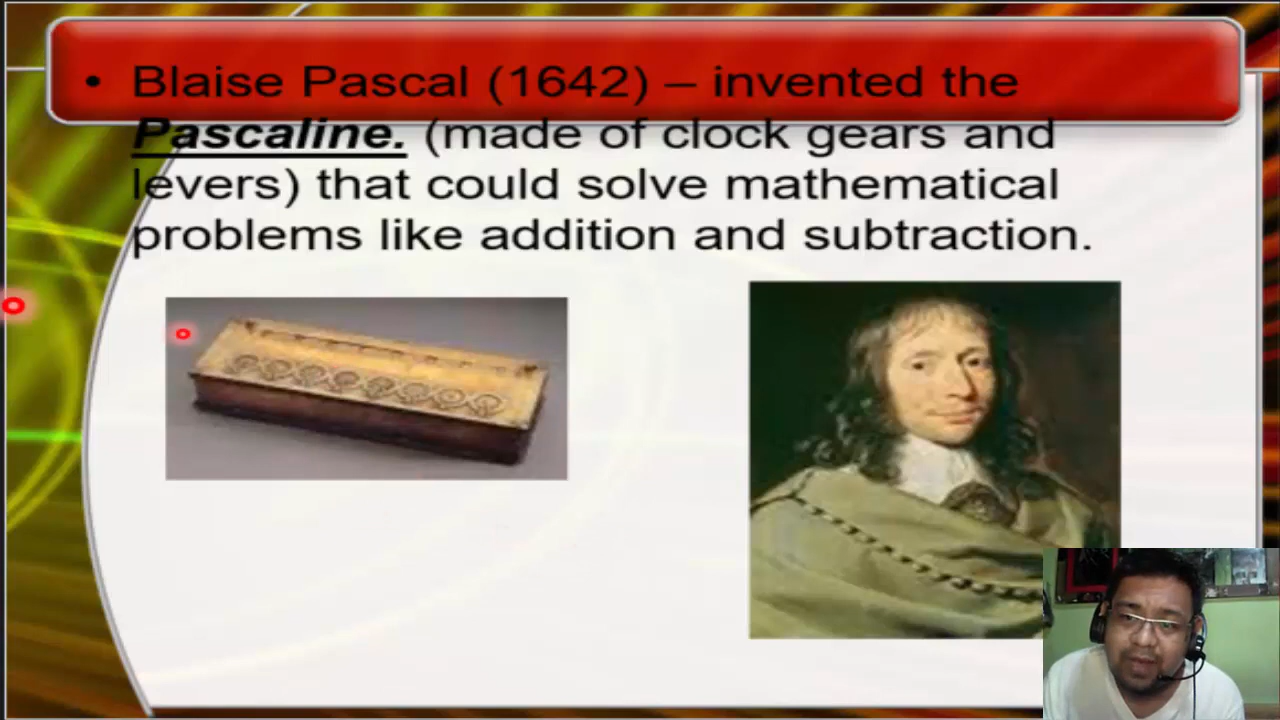 • Blaise Pascal (1642) – invented the
Pascaline. (made of clock gears and
levers) that could solve mathematical
problems like addition and subtraction.